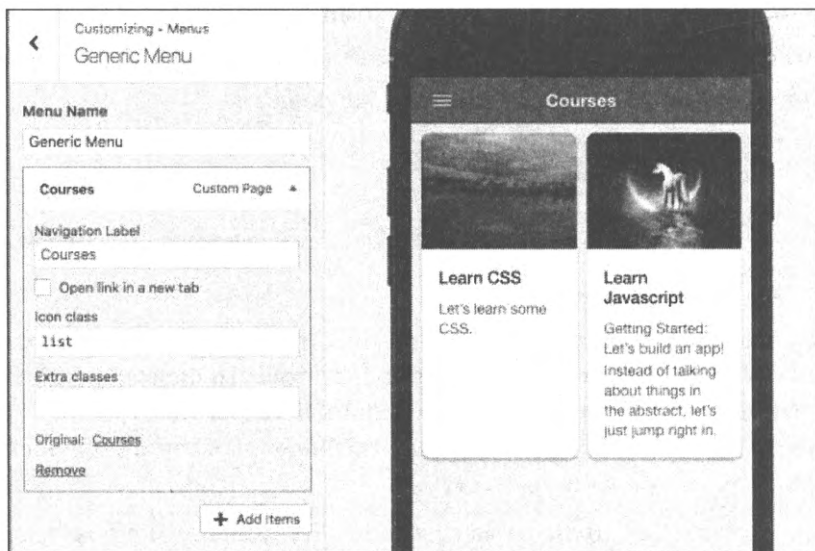 Customizing - Menus
Generic Menu
Menu Name
Generic Menu
Courses Custom Page
Navigation Label
Courses
Open link in a new tab
Icon class
list
Extra classes
Original: Courses
Remove
+ Add Items
Courses
Learn CSS
Let's learn some
CSS.
Learn
Javascript
Getting Started:
Let's build an app!
Instead of talking
about things in
the abstract, let's
just jump right in.